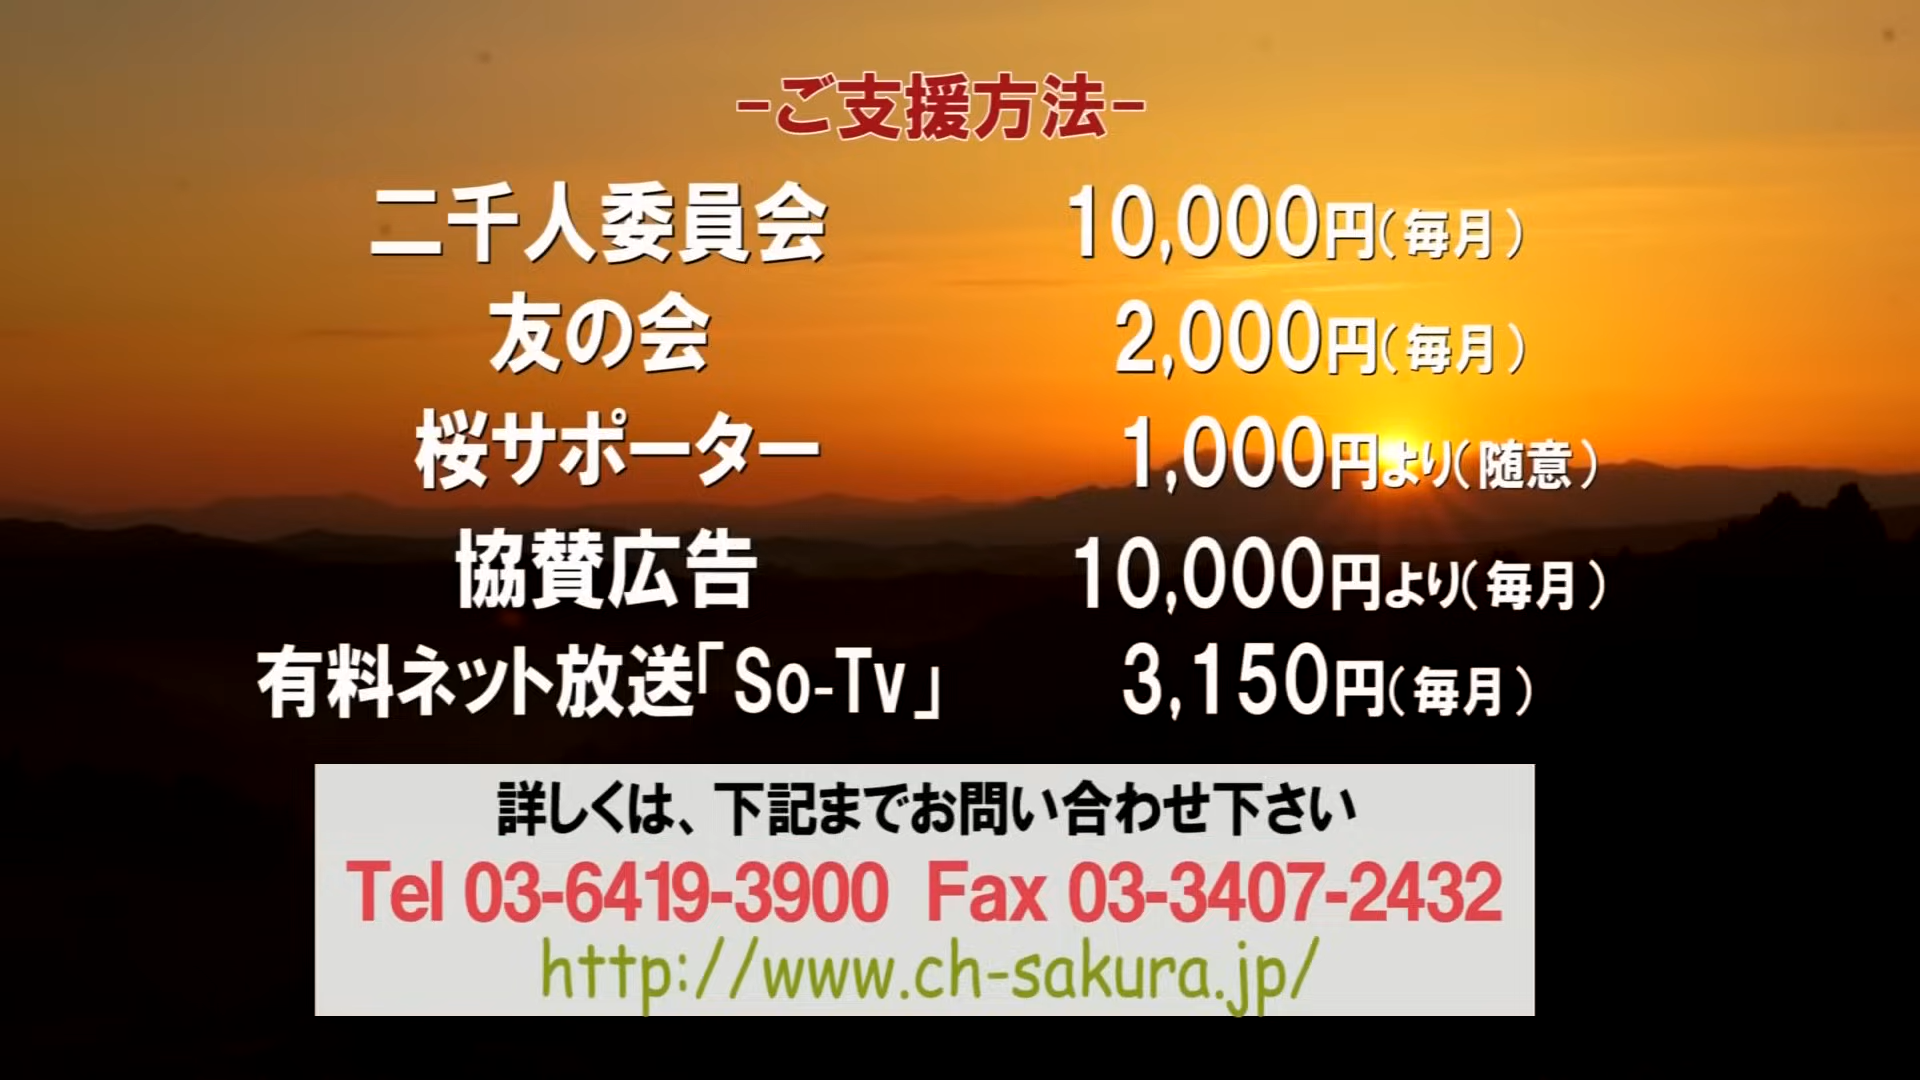 -ご支援方法-
二千人委員会 10,000円(毎月)
友の会 2,000円(毎月)
桜サポーター 1,000円より(随意)
協賛広告 10,000円より(毎月)
有料ネット放送「So-Tv」 3,150円(毎月)
詳しくは、下記までお問い合わせ下さい
Tel 03-6419-3900 Fax 03-3407-2432
http://www.ch-sakura.jp/